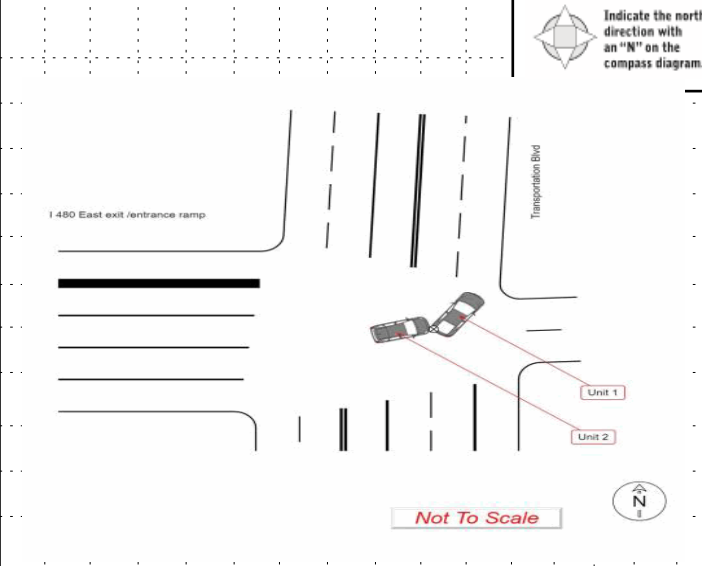 Indicate the north
direction with
an "N" on the
compass diagram.
Transportation Blvd
I 480 East exit /entrance ramp
Unit 1
Unit 2
N
Not To Scale